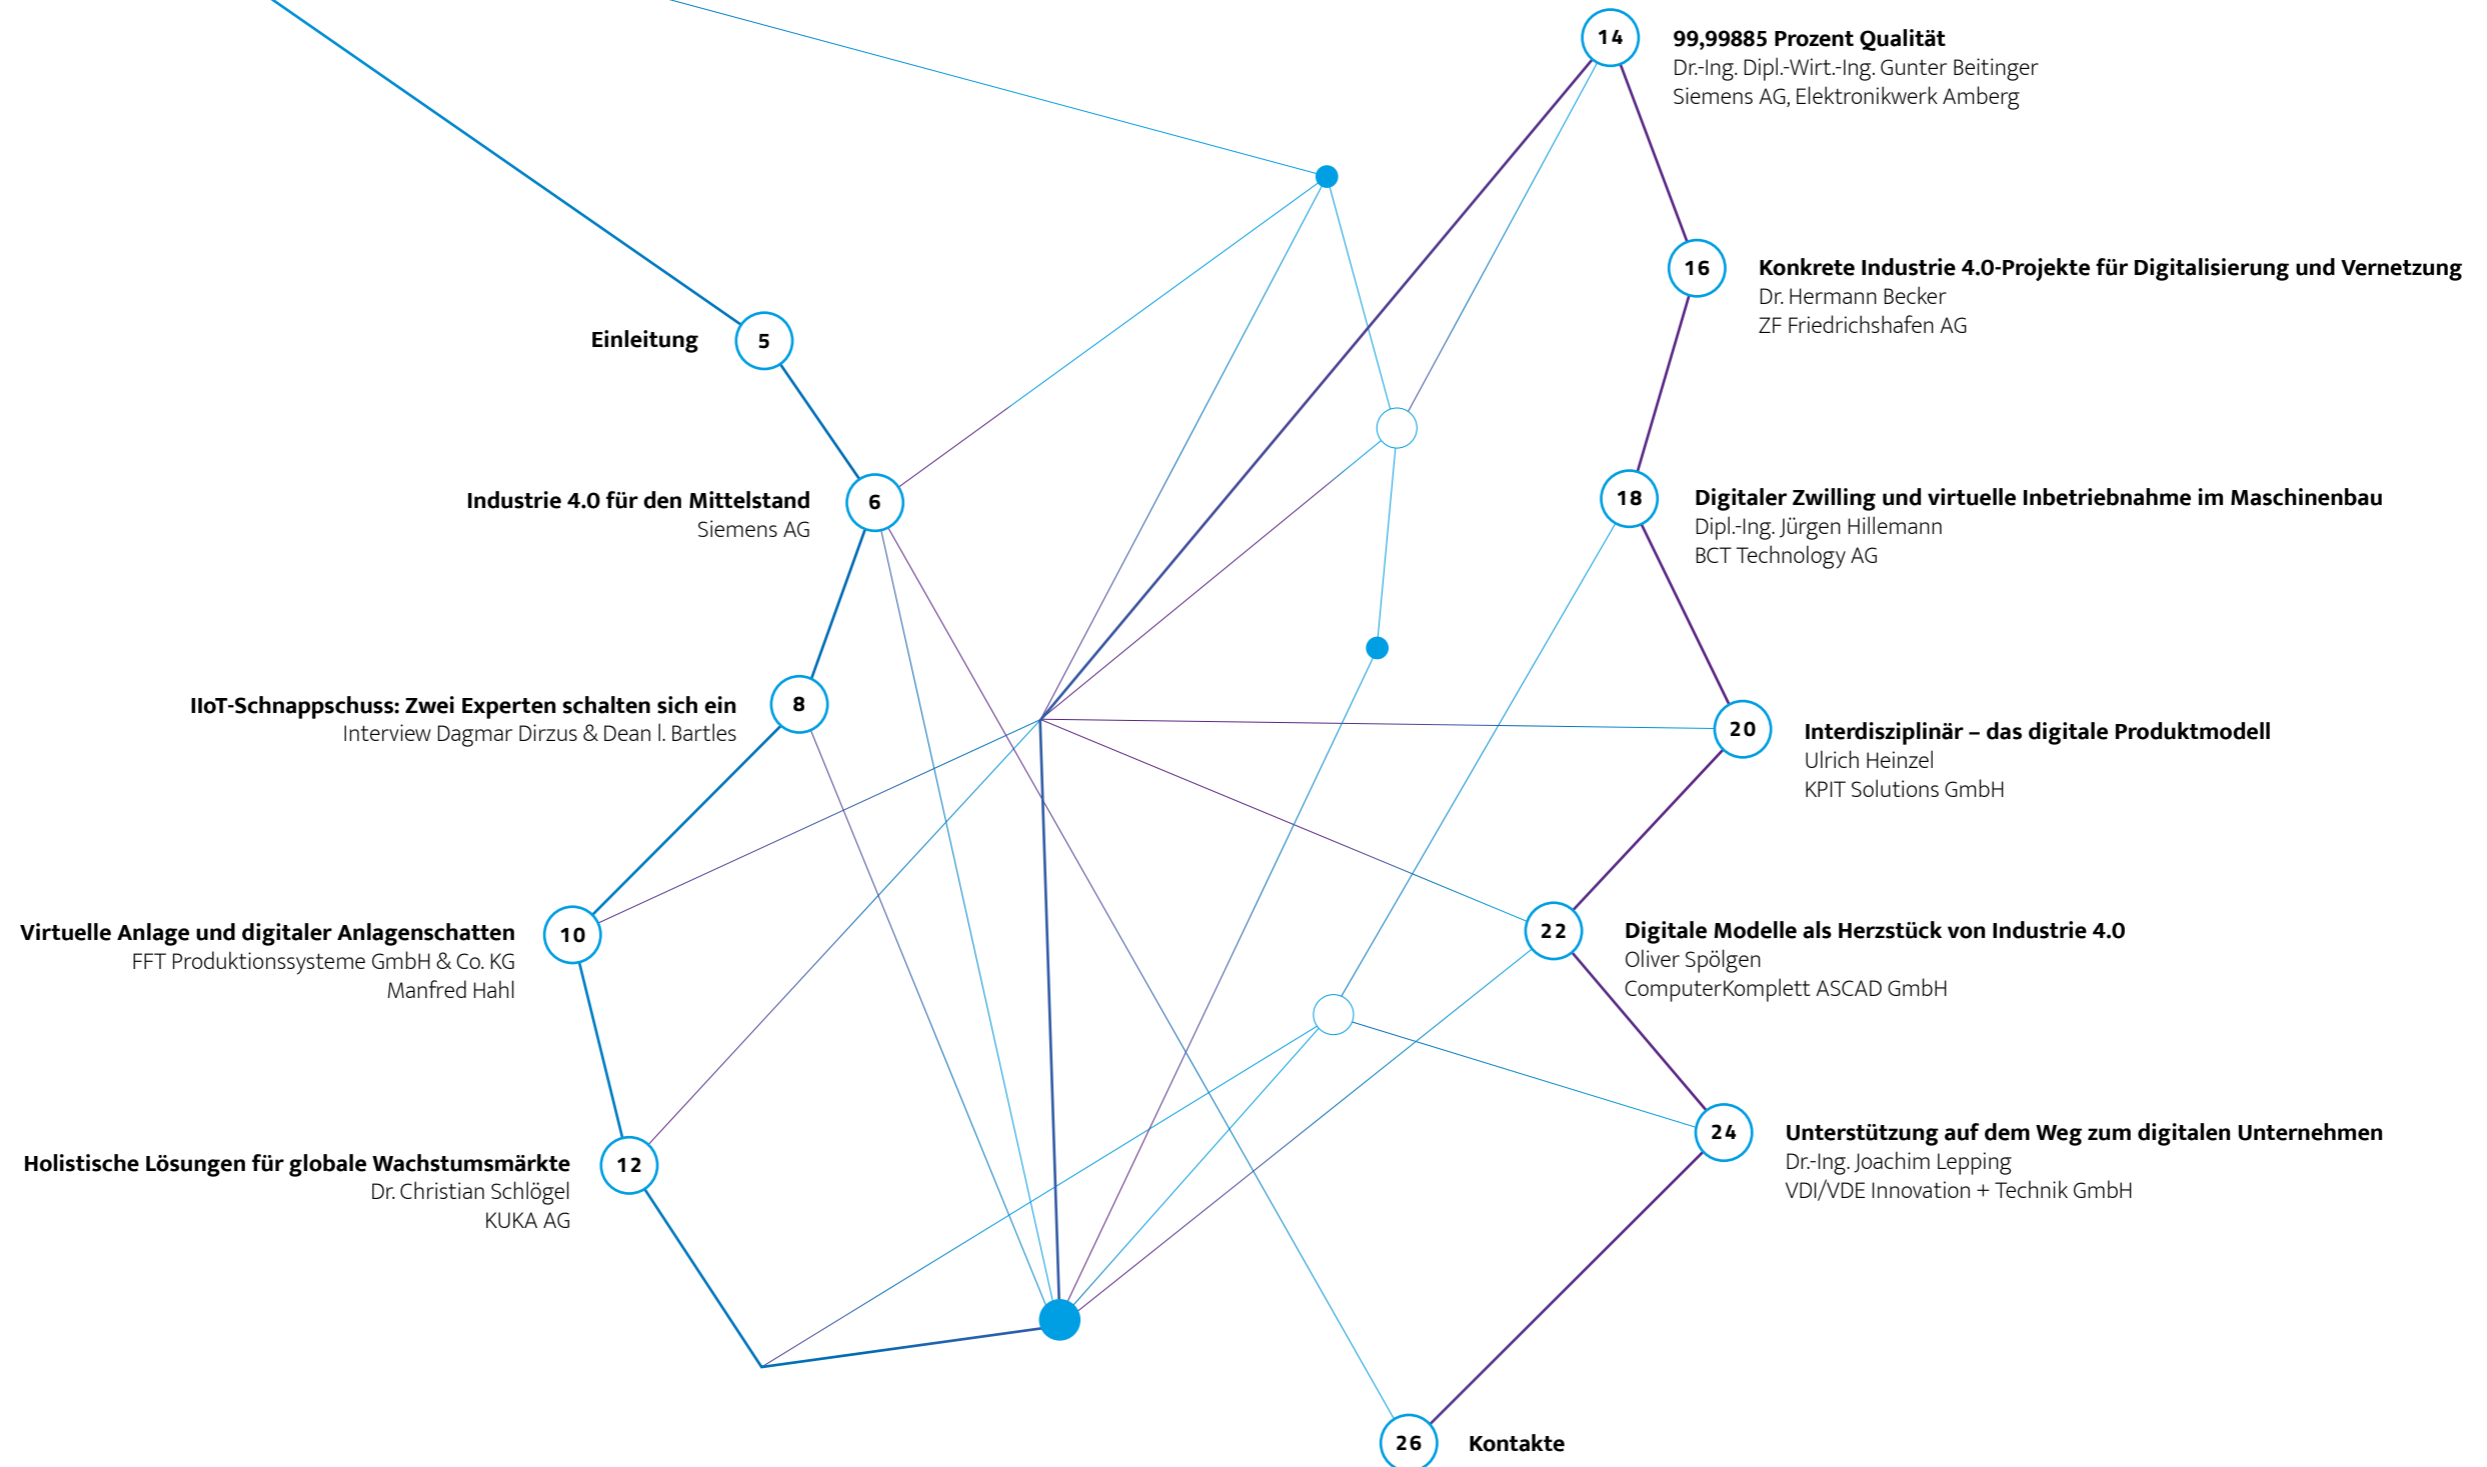 5
Einleitung
6
Industrie 4.0 für den Mittelstand
Siemens AG
8
IIoT-Schnappschuss: Zwei Experten schalten sich ein
Interview Dagmar Dirzus & Dean l. Bartles
10
Virtuelle Anlage und digitaler Anlagenschatten
FFT Produktionssysteme GmbH & Co. KG
Manfred Hahl
12
Holistische Lösungen für globale Wachstumsmärkte
Dr. Christian Schlögel
KUKA AG
14
99,99885 Prozent Qualität
Dr.-Ing. Dipl.-Wirt.-Ing. Gunter Beitinger
Siemens AG, Elektronikwerk Amberg
16
Konkrete Industrie 4.0-Projekte für Digitalisierung und Vernetzung
Dr. Hermann Becker
ZF Friedrichshafen AG
18
Digitaler Zwilling und virtuelle Inbetriebnahme im Maschinenbau
Dipl.-Ing. Jürgen Hillemann
BCT Technology AG
20
Interdisziplinär – das digitale Produktmodell
Ulrich Heinzel
KPIT Solutions GmbH
22
Digitale Modelle als Herzstück von Industrie 4.0
Oliver Spölgen
ComputerKomplett ASCAD GmbH
24
Unterstützung auf dem Weg zum digitalen Unternehmen
Dr.-Ing. Joachim Lepping
VDI/VDE Innovation + Technik GmbH
26
Kontakte